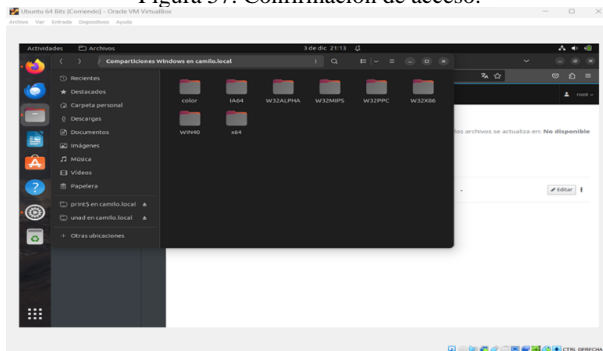 Figura 37. Confirmación de acceso.
Ubuntu 64 Bits (Corriendo) - Oracle VM VirtualBox
Archivo Ver Entrada Dispositivos Ayuda
Actividades Archivos 3 de dic 21:13
/ Comparticiones Windows en camilo.local
Recientes
Destacados
Carpeta personal
Descargas
Documentos
Imágenes
Música
Vídeos
Papelera
print$ en camilo.local
unad en camilo.local
+ Otras ubicaciones
color IA64 W32ALPHA W32MIPS W32PPC W32X86
WIN40 x64
root
los archivos se actualiza en: No disponible
- Editar
CTRL DERECHA